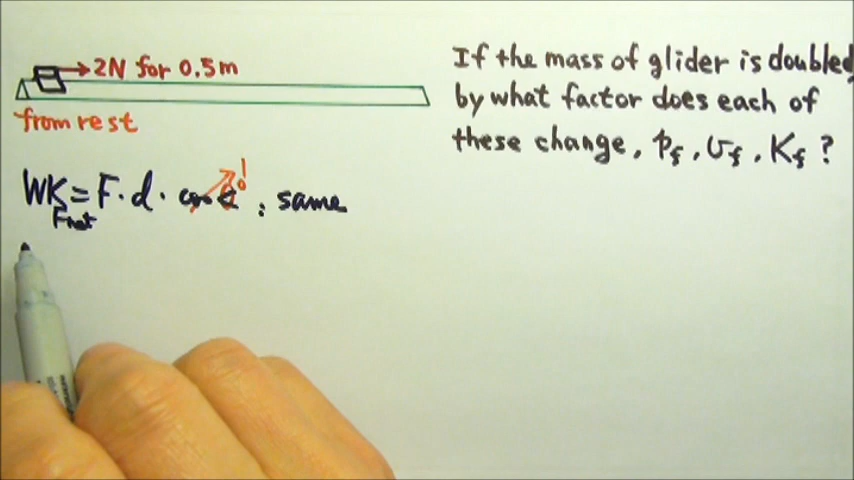 2N for 0.5m
from rest
If the mass of glider is doubled,
by what factor does each of
these change, pf, vf, Kf ?
WK = F · d · cos θ 1 : same
Fnet